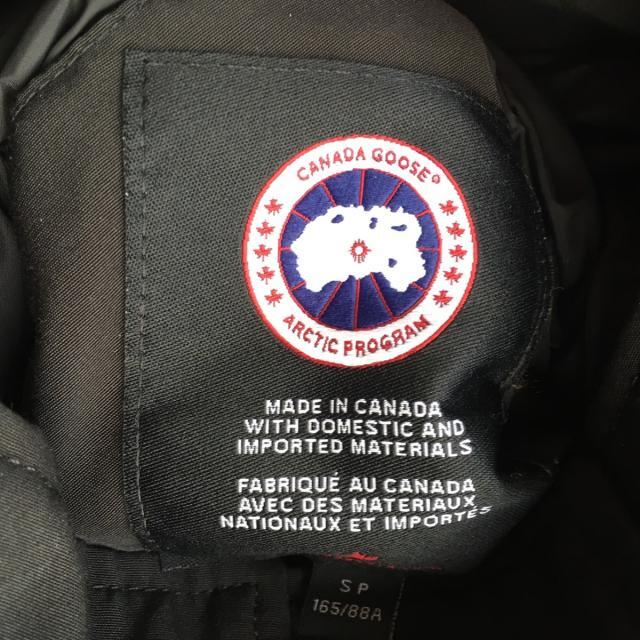 CANADA GOOSE®
ARCTIC PROGRAM
MADE IN CANADA
WITH DOMESTIC AND
IMPORTED MATERIALS
FABRIQUÉ AU CANADA
AVEC DES MATERIAUX
NATIONAUX ET IMPORTÉS
S P
165/88A